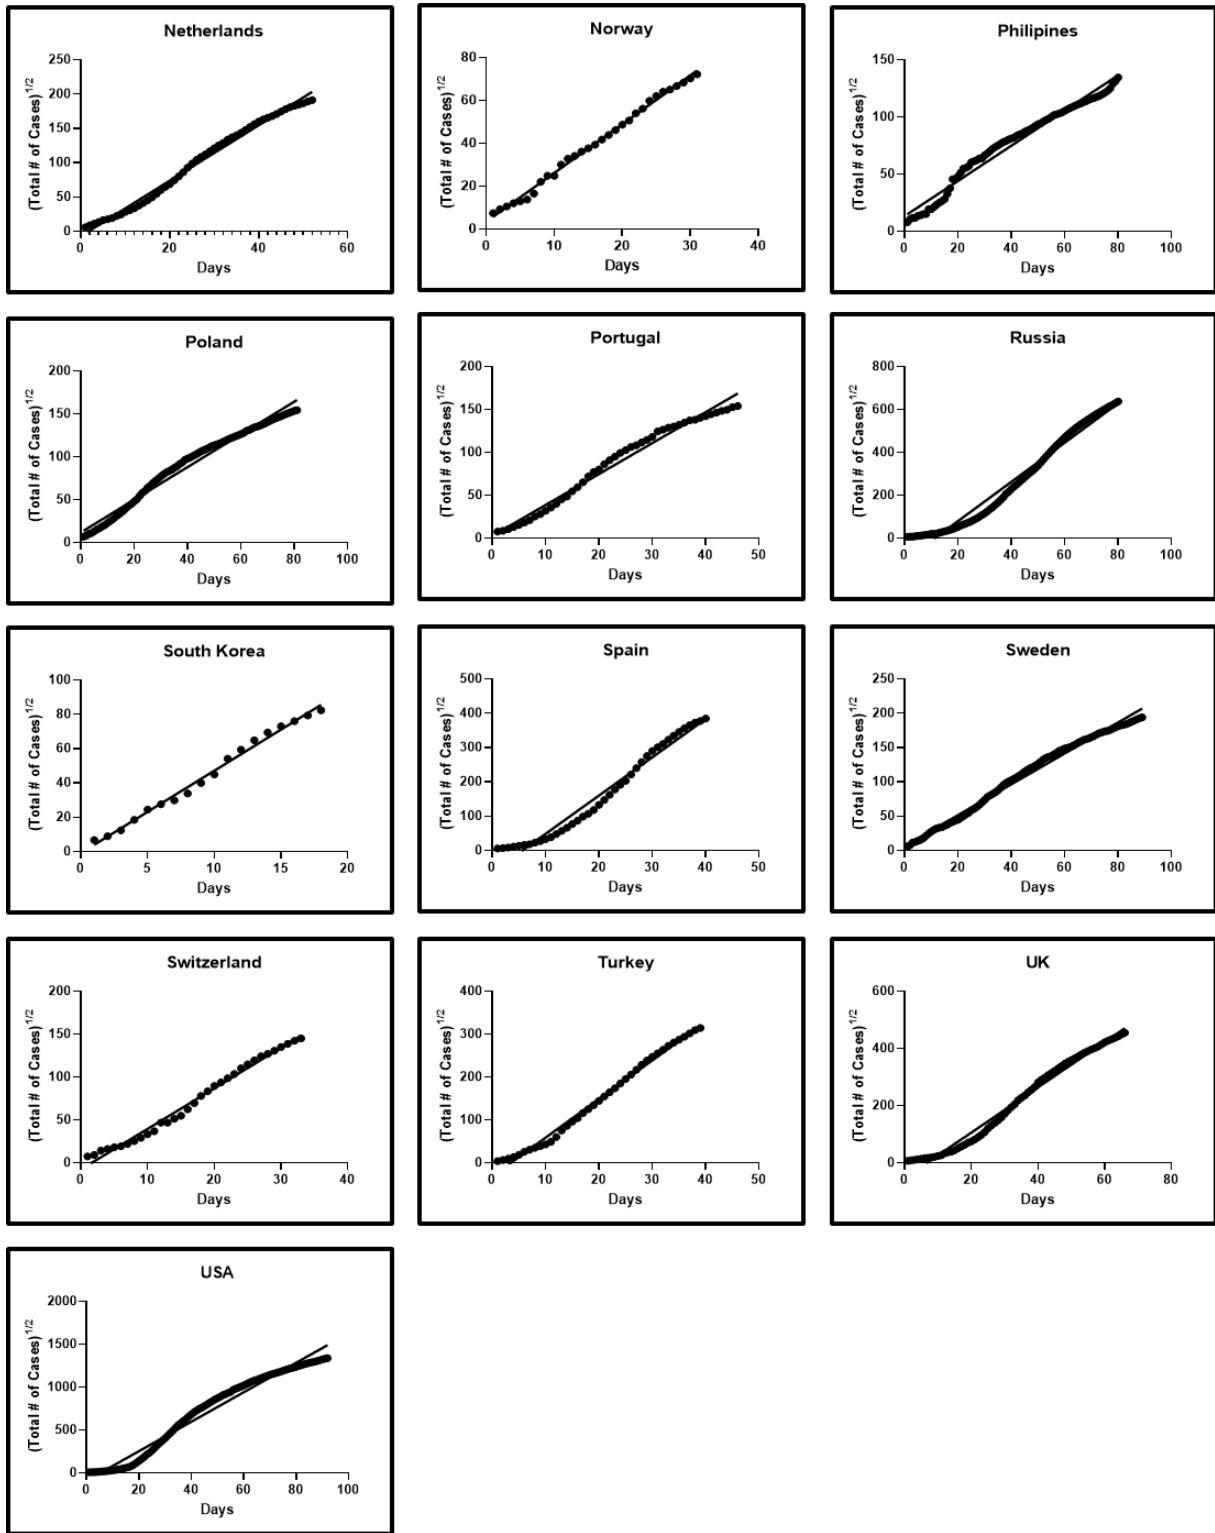 Netherlands
(Total # of Cases)1/2
250
200
150
100
50
0
0 20 40 60
Days
Norway
(Total # of Cases)1/2
80
60
40
20
0
0 10 20 30 40
Days
Philipines
(Total # of Cases)1/2
150
100
50
0
0 20 40 60 80 100
Days
Poland
(Total # of Cases)1/2
200
150
100
50
0
0 20 40 60 80 100
Days
Portugal
(Total # of Cases)1/2
200
150
100
50
0
0 10 20 30 40 50
Days
Russia
(Total # of Cases)1/2
800
600
400
200
0
0 20 40 60 80 100
Days
South Korea
(Total # of Cases)1/2
100
80
60
40
20
0
0 5 10 15 20
Days
Spain
(Total # of Cases)1/2
500
400
300
200
100
0
0 10 20 30 40 50
Days
Sweden
(Total # of Cases)1/2
250
200
150
100
50
0
0 20 40 60 80 100
Days
Switzerland
(Total # of Cases)1/2
200
150
100
50
0
0 10 20 30 40
Days
Turkey
(Total # of Cases)1/2
400
300
200
100
0
0 10 20 30 40 50
Days
UK
(Total # of Cases)1/2
600
400
200
0
0 20 40 60 80
Days
USA
(Total # of Cases)1/2
2000
1500
1000
500
0
0 20 40 60 80 100
Days